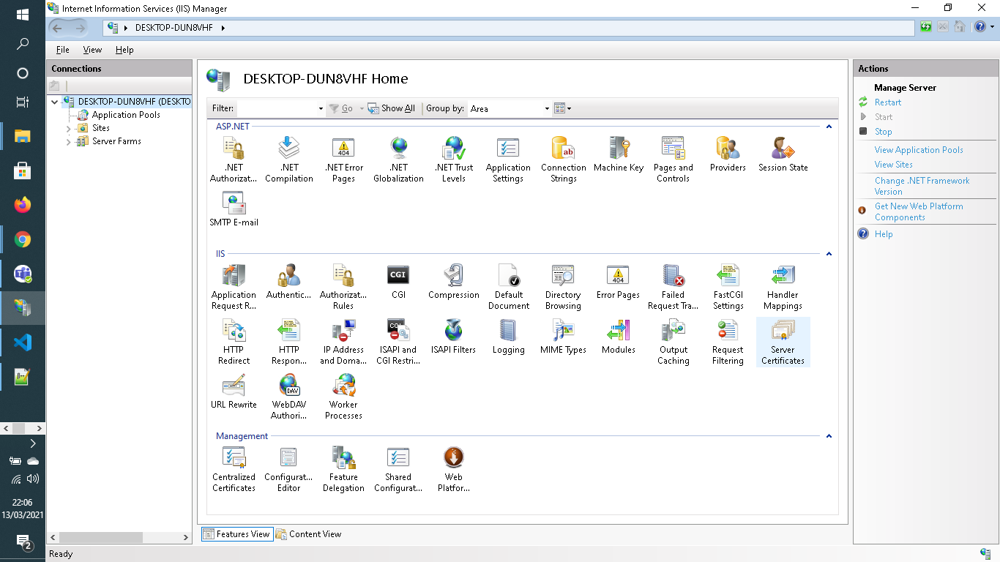 Internet Information Services (IIS) Manager
DESKTOP-DUN8VHF
File View Help
Connections
DESKTOP-DUN8VHF (DESKTO
Application Pools
Sites
Server Farms
DESKTOP-DUN8VHF Home
Filter: Go Show All Group by: Area
ASP.NET
.NET Authorizat...
.NET Compilation
.NET Error Pages
.NET Globalization
.NET Trust Levels
Application Settings
Connection Strings
Machine Key
Pages and Controls
Providers
Session State
SMTP E-mail
IIS
Application Request R...
Authentic...
Authorizat... Rules
CGI
CGI
Compression
Default Document
Directory Browsing
404
Error Pages
Failed Request Tra...
FastCGI Settings
Handler Mappings
HTTP Redirect
HTTP Respon...
IP Address and Doma...
ISAPI and CGI Restri...
ISAPI Filters
Logging
MIME Types
Modules
Output Caching
Request Filtering
Server Certificates
URL Rewrite
DAV
WebDAV Authori...
Worker Processes
Management
Centralized Certificates
Configurat... Editor
Feature Delegation
Shared Configurat...
Web Platfor...
Features View Content View
Ready
Actions
Manage Server
Restart
Start
Stop
View Application Pools
View Sites
Change .NET Framework
Version
Get New Web Platform
Components
Help
22:06
13/03/2021
2